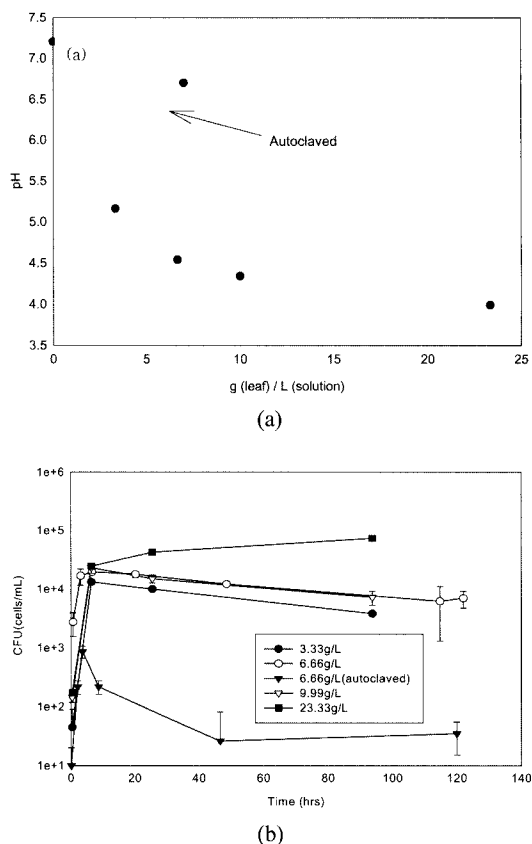 7.5
(a)
7.0
6.5
6.0
Autoclaved
5.5
pH
5.0
4.5
4.0
3.5
0 5 10 15 20 25
g (leaf) / L (solution)
(a)
1e+6
1e+5
1e+4
CFU(cells/mL)
1e+3
1e+2
1e+1
3.33g/L
6.66g/L
6.66g/L(autoclaved)
9.99g/L
23.33g/L
0 20 40 60 80 100 120 140
Time (hrs)
(b)